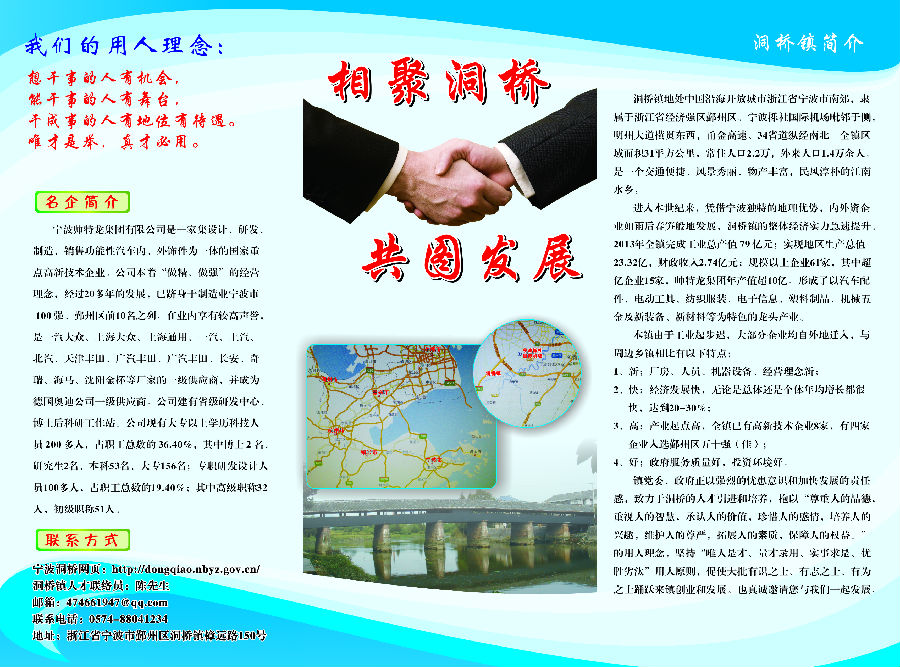 我们的用人理念：
想干事的人有机会，
能干事的人有舞台，
干成事的人有地位有待遇。
唯才是举，真才必用。
名企简介
宁波帅特龙集团有限公司是一家集设计、研发、
制造、销售功能性汽车内、外饰件为一体的国家重
点高新技术企业。公司本着“做精、做强”的经营
理念，经过20多年的发展，已跻身于制造业宁波市
100强、鄞州区前10名之列，在业内享有较高声誉。
是一汽大众、上海大众、上海通用、一汽、上汽、
北汽、天津丰田、广汽丰田、广汽丰田、长安、奇
瑞、海马、沈阳金杯等厂家的一级供应商，并成为
德国奥迪公司一级供应商。公司建有省级研发中心、
博士后科研工作站。公司现有大专以上学历科技人
员200多人，占职工总数的36.40%，其中博士2名、
研究生2名，本科53名，大专156名；专职研发设计人
员100多人，占职工总数的19.40%；其中高级职称32
人，初级职称51人。
联系方式
宁波洞桥网页：http://dongqiao.nbyz.gov.cn/
洞桥镇人才联络员：陈先生
邮箱：474661947@qq.com
联系电话：0574-88041234
地址：浙江省宁波市鄞州区洞桥镇樟远路150号
相聚洞桥
共图发展
洞桥镇简介
洞桥镇地处中国沿海开放城市浙江省宁波市南郊，隶
属于浙江省经济强区鄞州区。宁波栎社国际机场毗邻于侧，
明州大道横贯东西，甬金高速、34省道纵经南北。全镇区
域面积31平方公里，常住人口2.2万，外来人口1.4万余人。
是一个交通便捷、风景秀丽、物产丰富，民风淳朴的江南
水乡。
进入本世纪来，凭借宁波独特的地理优势，内外资企
业如雨后春笋般地发展，洞桥镇的整体经济实力急速提升。
2013年全镇完成工业总产值79亿元；实现地区生产总值
23.32亿，财政收入2.74亿元；规模以上企业61家，其中超
亿企业15家。帅特龙集团年产值超10亿。形成了以汽车配
件、电动工具、纺织服装、电子信息、塑料制品、机械五
金及新装备、新材料等为特色的龙头产业。
本镇由于工业起步迟，大部分企业均自外地迁入，与
周边乡镇相比有以下特点：
1、新：厂房、人员、机器设备、经营理念新；
2、快：经济发展快，无论是总体还是个体年均增长都很
快，达到20-30%；
3、高：产业起点高，全镇已有高新技术企业8家，有四家
企业入选鄞州区五十强（佳）；
4、好：政府服务质量好，投资环境好。
镇党委、政府正以强烈的忧患意识和加快发展的责任
感，致力于洞桥的人才引进和培养，抱以“尊重人的品德，
重视人的智慧，承认人的价值，珍惜人的感情，培养人的
兴趣，维护人的尊严，拓展人的素质，保障人的权益。”
的用人理念，坚持“唯人是才、量才录用、实事求是、优
胜劣汰”用人原则，促使大批有识之士、有志之士、有为
之士踊跃来镇创业和发展。也真诚邀请您与我们一起发展。